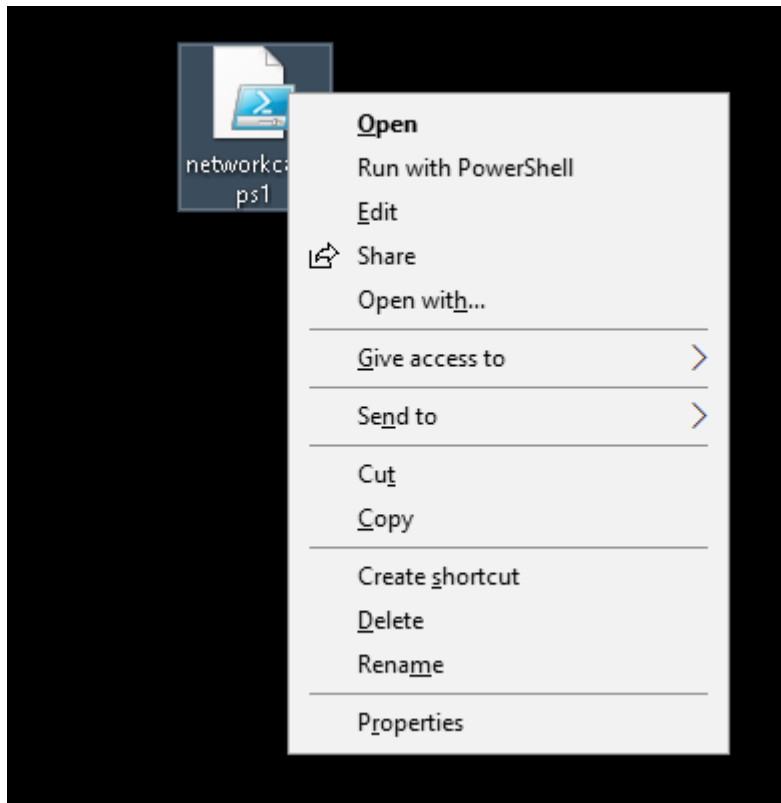 ps1
Open
Run with PowerShell
Edit
Share
Open with...
Give access to
Send to
Cut
Copy
Create shortcut
Delete
Rename
Properties